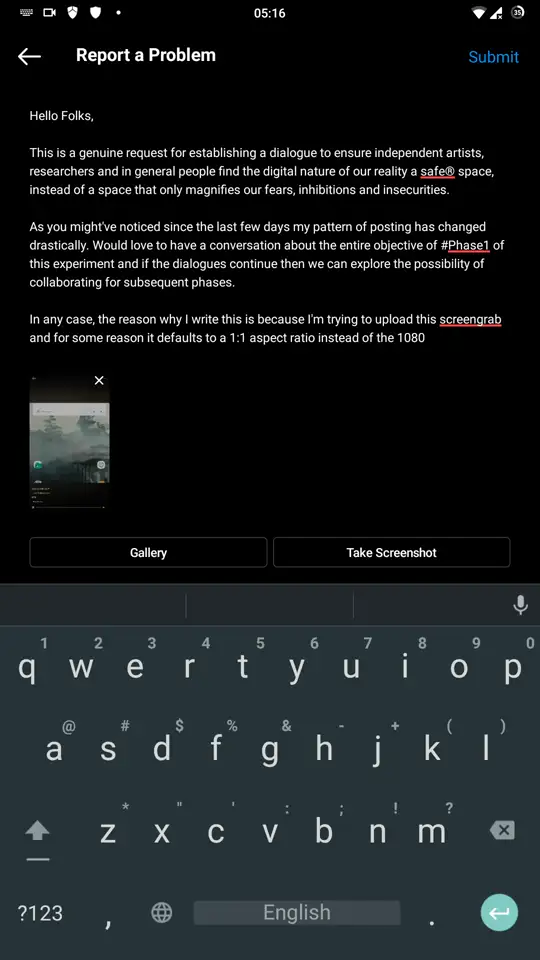 05:16
35
Report a Problem
Submit
Hello Folks,
This is a genuine request for establishing a dialogue to ensure independent artists,
researchers and in general people find the digital nature of our reality a safe® space,
instead of a space that only magnifies our fears, inhibitions and insecurities.
As you might've noticed since the last few days my pattern of posting has changed
drastically. Would love to have a conversation about the entire objective of #Phase1 of
this experiment and if the dialogues continue then we can explore the possibility of
collaborating for subsequent phases.
In any case, the reason why I write this is because I'm trying to upload this screengrab
and for some reason it defaults to a 1:1 aspect ratio instead of the 1080
Gallery
Take Screenshot
1 2 3 4 5 6 7 8 9 0
q w e r t y u i o p
@ # $ % & - + ( )
a s d f g h j k l
* " ' : ; ! ?
z x c v b n m
?123 , English .